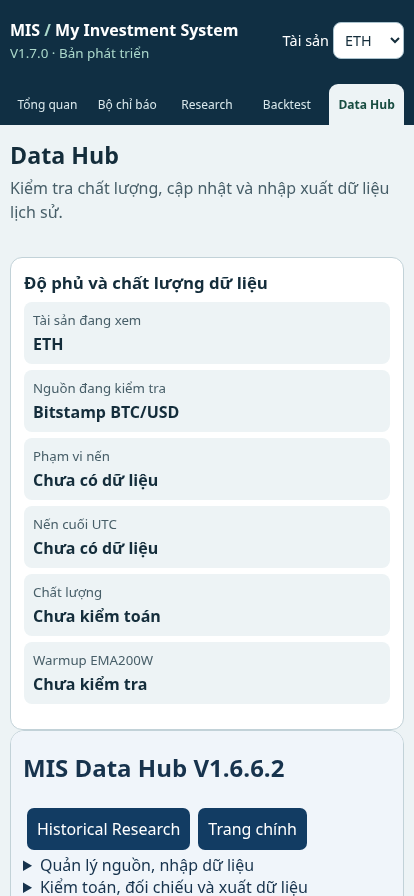 MIS / My Investment System
V1.7.0 · Bản phát triển
Tài sản ETH
Tổng quan Bộ chỉ báo Research Backtest Data Hub
Data Hub
Kiểm tra chất lượng, cập nhật và nhập xuất dữ liệu
lịch sử.
Độ phủ và chất lượng dữ liệu
Tài sản đang xem
ETH
Nguồn đang kiểm tra
Bitstamp BTC/USD
Phạm vi nến
Chưa có dữ liệu
Nến cuối UTC
Chưa có dữ liệu
Chất lượng
Chưa kiểm toán
Warmup EMA200W
Chưa kiểm tra
MIS Data Hub V1.6.6.2
Historical Research Trang chính
Quản lý nguồn, nhập dữ liệu
Kiểm toán, đối chiếu và xuất dữ liệu